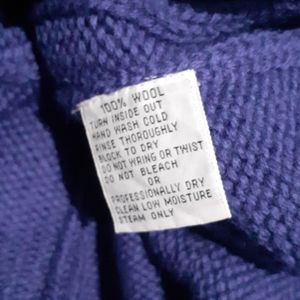 100% WOOL
TURN INSIDE OUT
HAND WASH COLD
RINSE THOROUGHLY
BLOCK TO DRY
DO NOT WRING OR TWIST
DO NOT BLEACH
OR
PROFESSIONALLY DRY
CLEAN LOW MOISTURE
STEAM ONLY